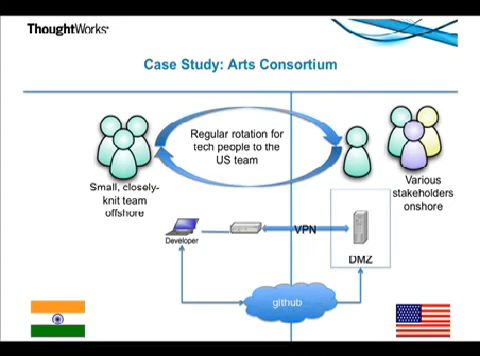 ThoughtWorks®
Case Study: Arts Consortium
Regular rotation for
tech people to the
US team
Small, closely-
knit team
offshore
Various
stakeholders
onshore
Developer
VPN
DMZ
github